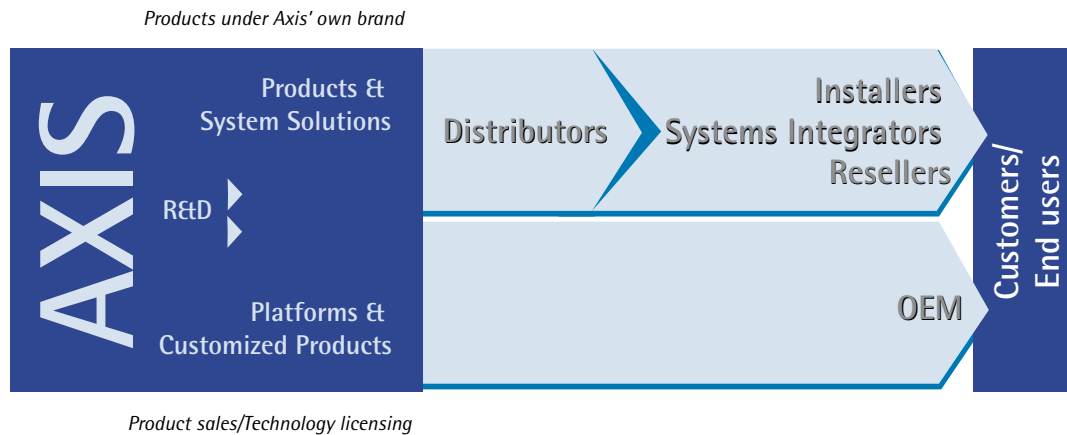 Products under Axis' own brand
AXIS
Products &
System Solutions
R&D
Platforms &
Customized Products
Distributors
Installers
Systems Integrators
Resellers
OEM
Customers/
End users
Product sales/Technology licensing